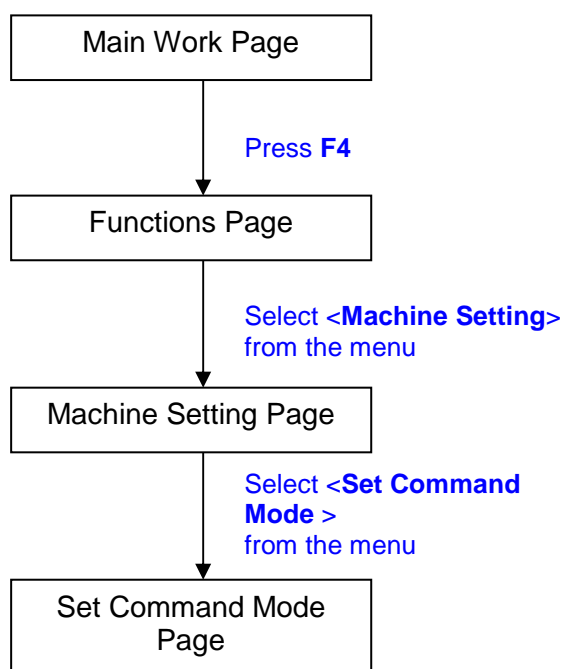 Main Work Page
Press F4
Functions Page
Select <Machine Setting>
from the menu
Machine Setting Page
Select <Set Command
Mode >
from the menu
Set Command Mode
Page